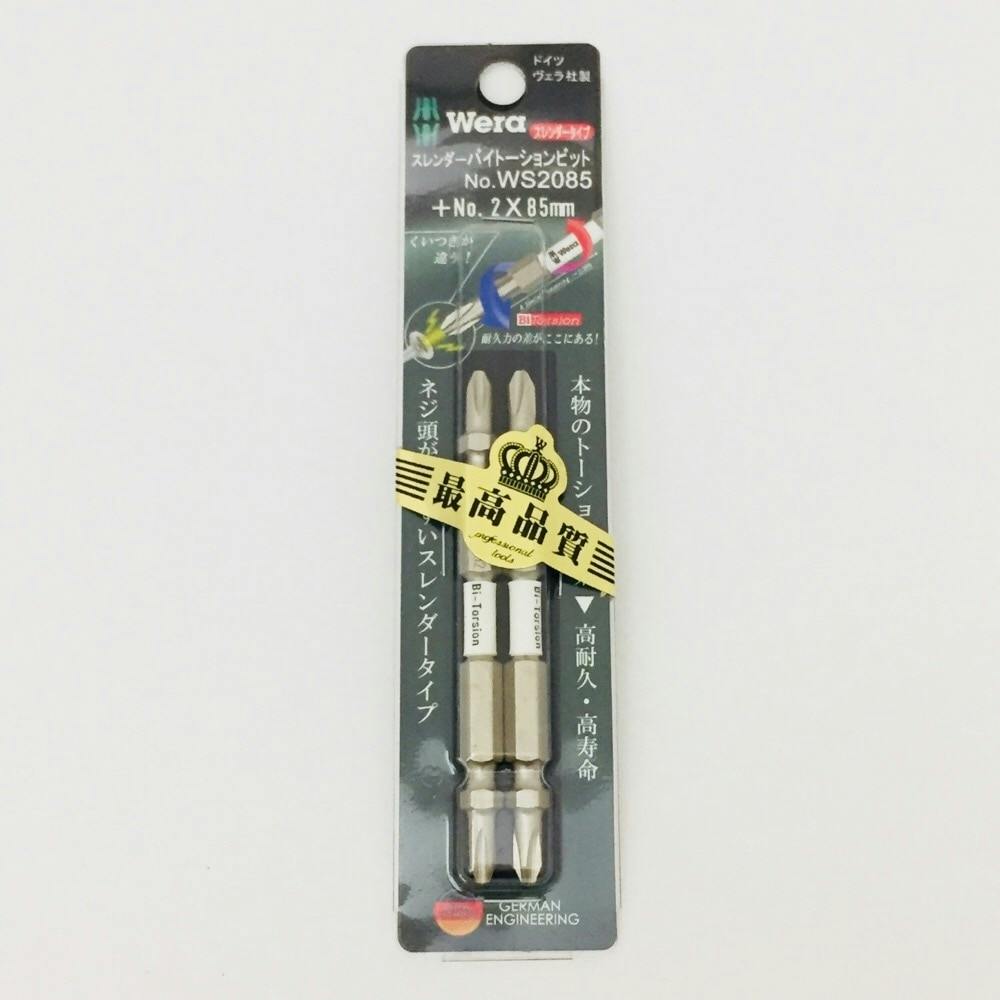 ドイツ
ヴェラ社製
Wera
スレンダータイプ
スレンダーバイトーションビット
No.WS2085
+No. 2X85mm
くいつきが
違う!
Wera
BiTorsion
耐久力の差がここにある!
本物のトーショ
▼高耐久・高寿命
ネジ頭が
いスレンダータイプ
W
最高品質
professional
tools
Bi-Torsion
Bi-Torsion
GERMAN
ENGINEERING